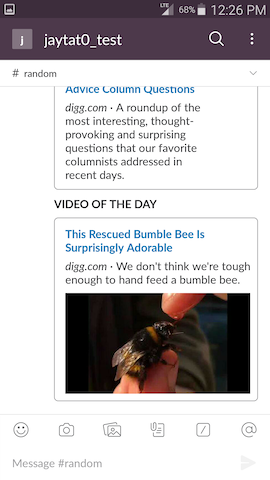 LTE 68% 12:26 PM
j jaytat0_test
# random
Advice Column Questions
digg.com · A roundup of the
most interesting, thought-
provoking and surprising
questions that our favorite
columnists addressed in
recent days.
VIDEO OF THE DAY
This Rescued Bumble Bee Is
Surprisingly Adorable
digg.com · We don't think we're tough
enough to hand feed a bumble bee.
@
Message #random